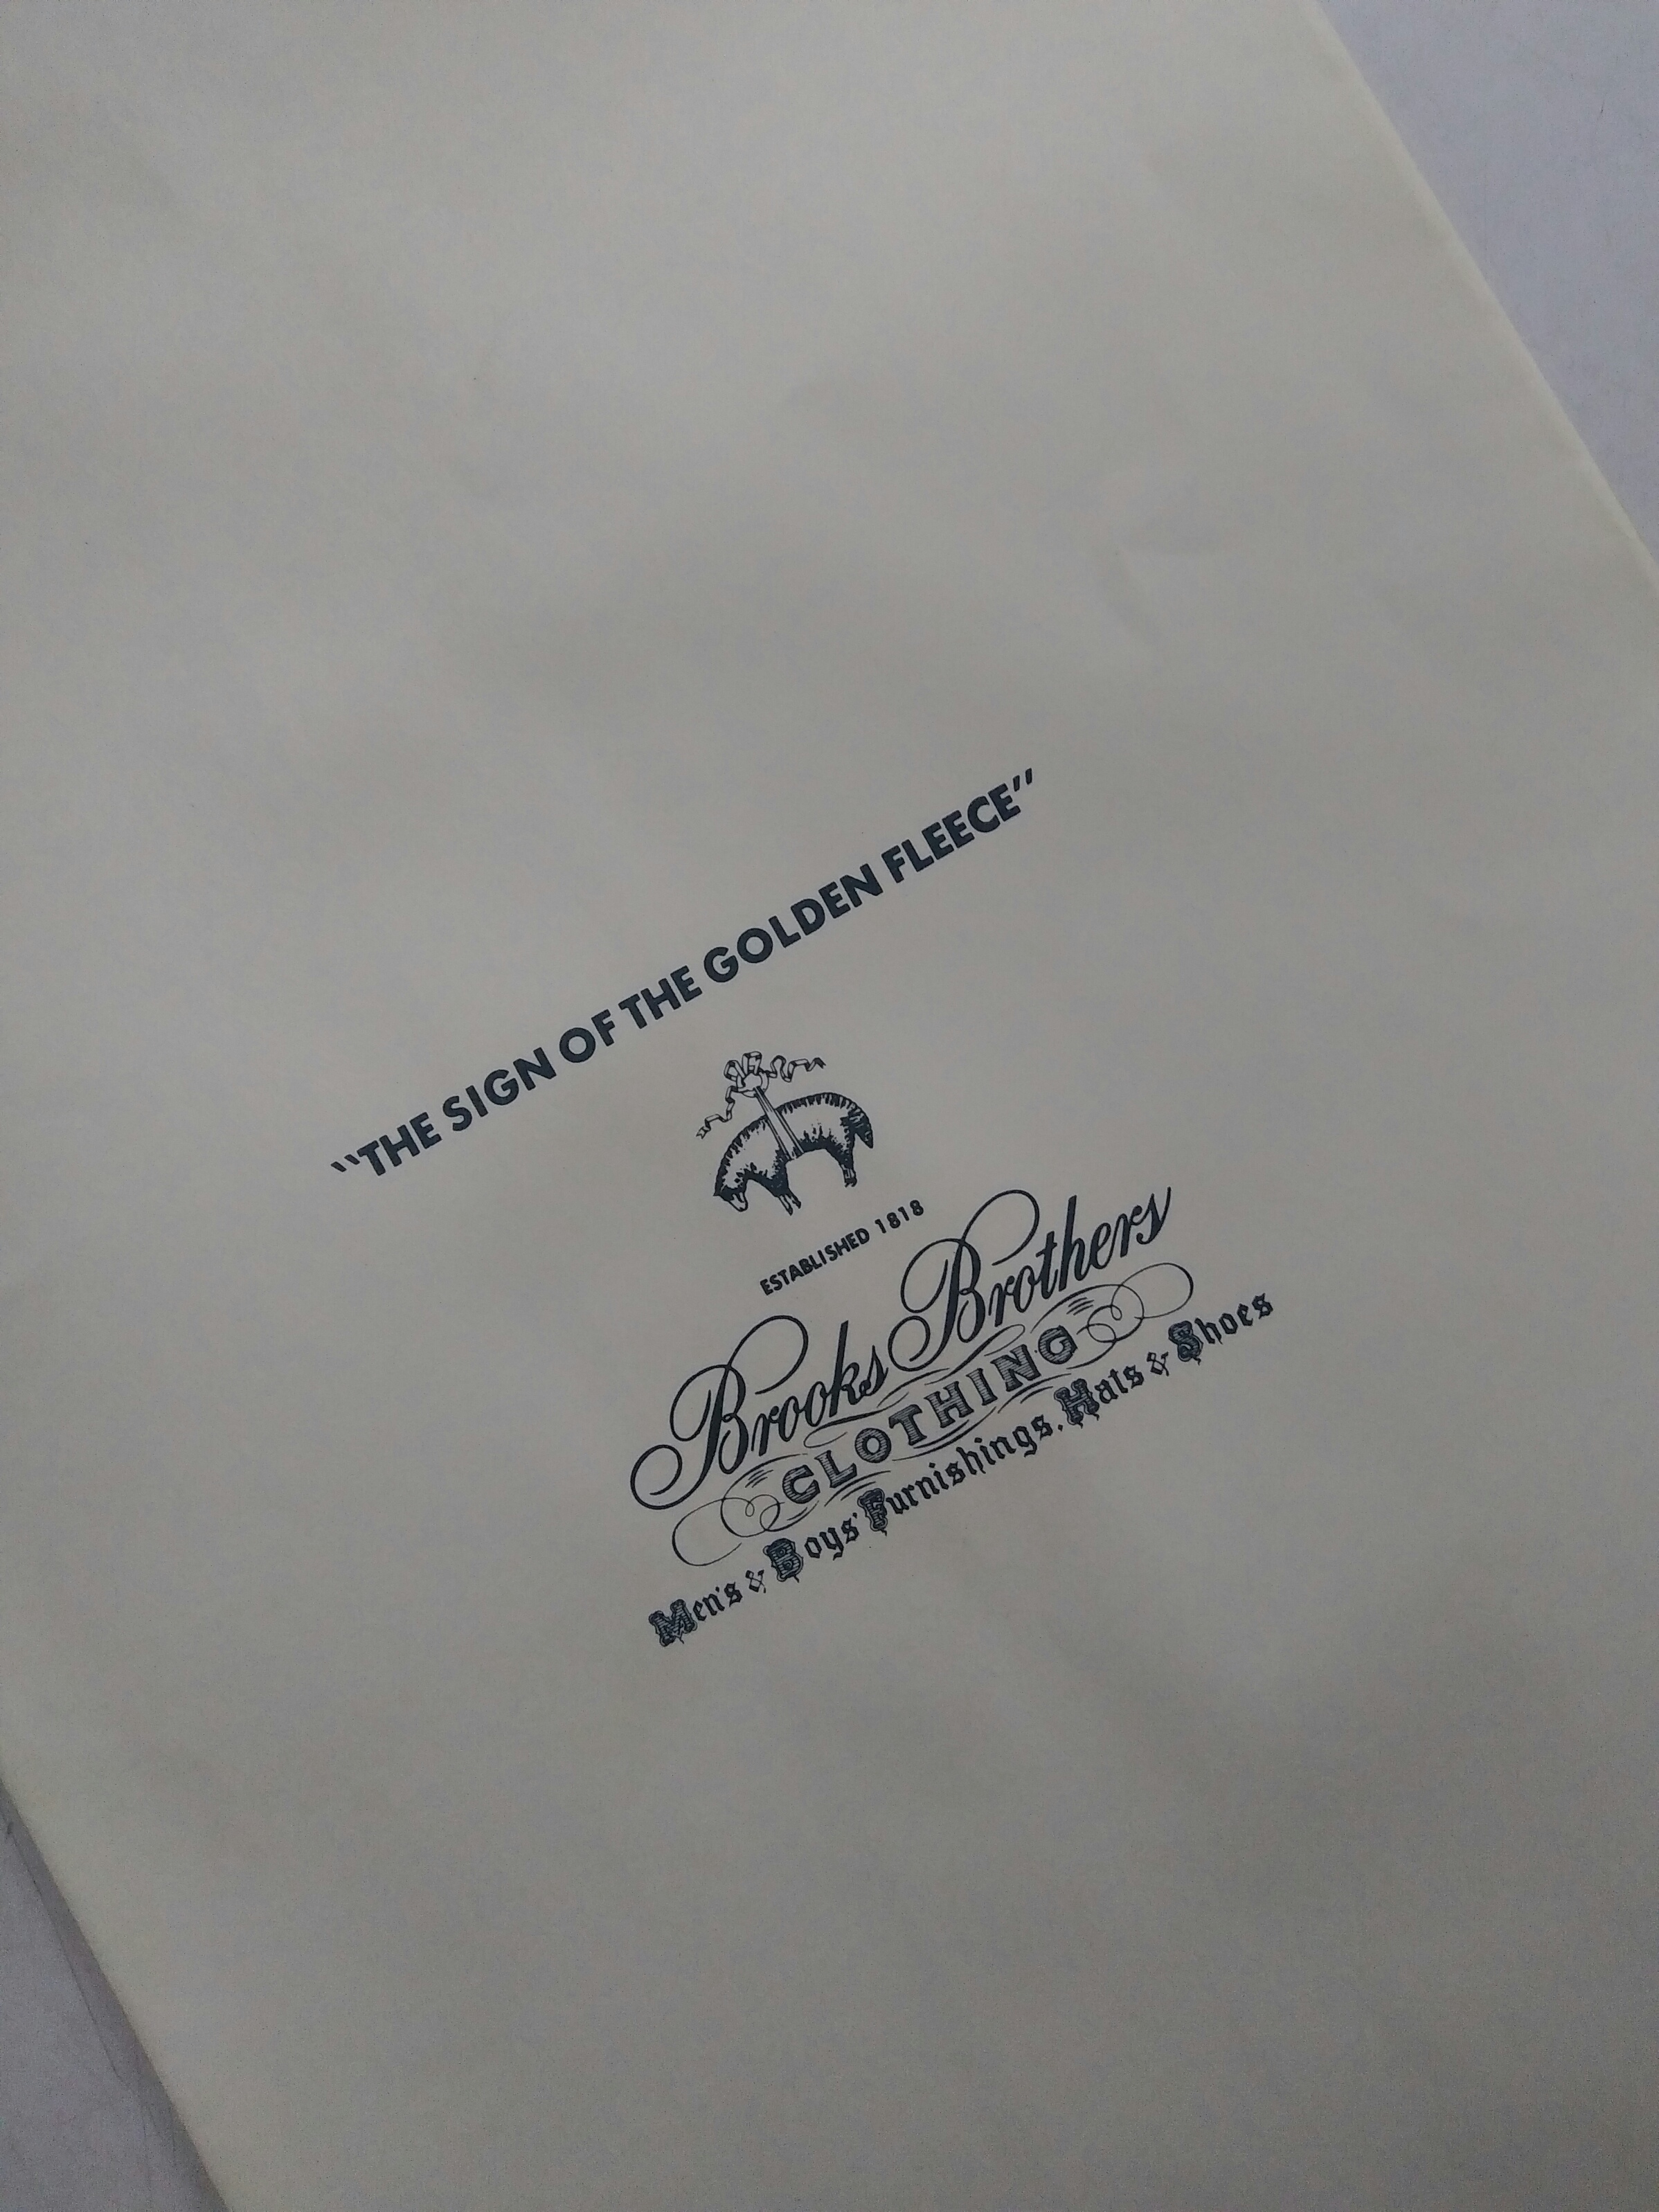 "THE SIGN OF THE GOLDEN FLEECE"
ESTABLISHED 1818
Brooks Brothers
CLOTHING
Men's & Boys' Furnishings, Hats & Shoes